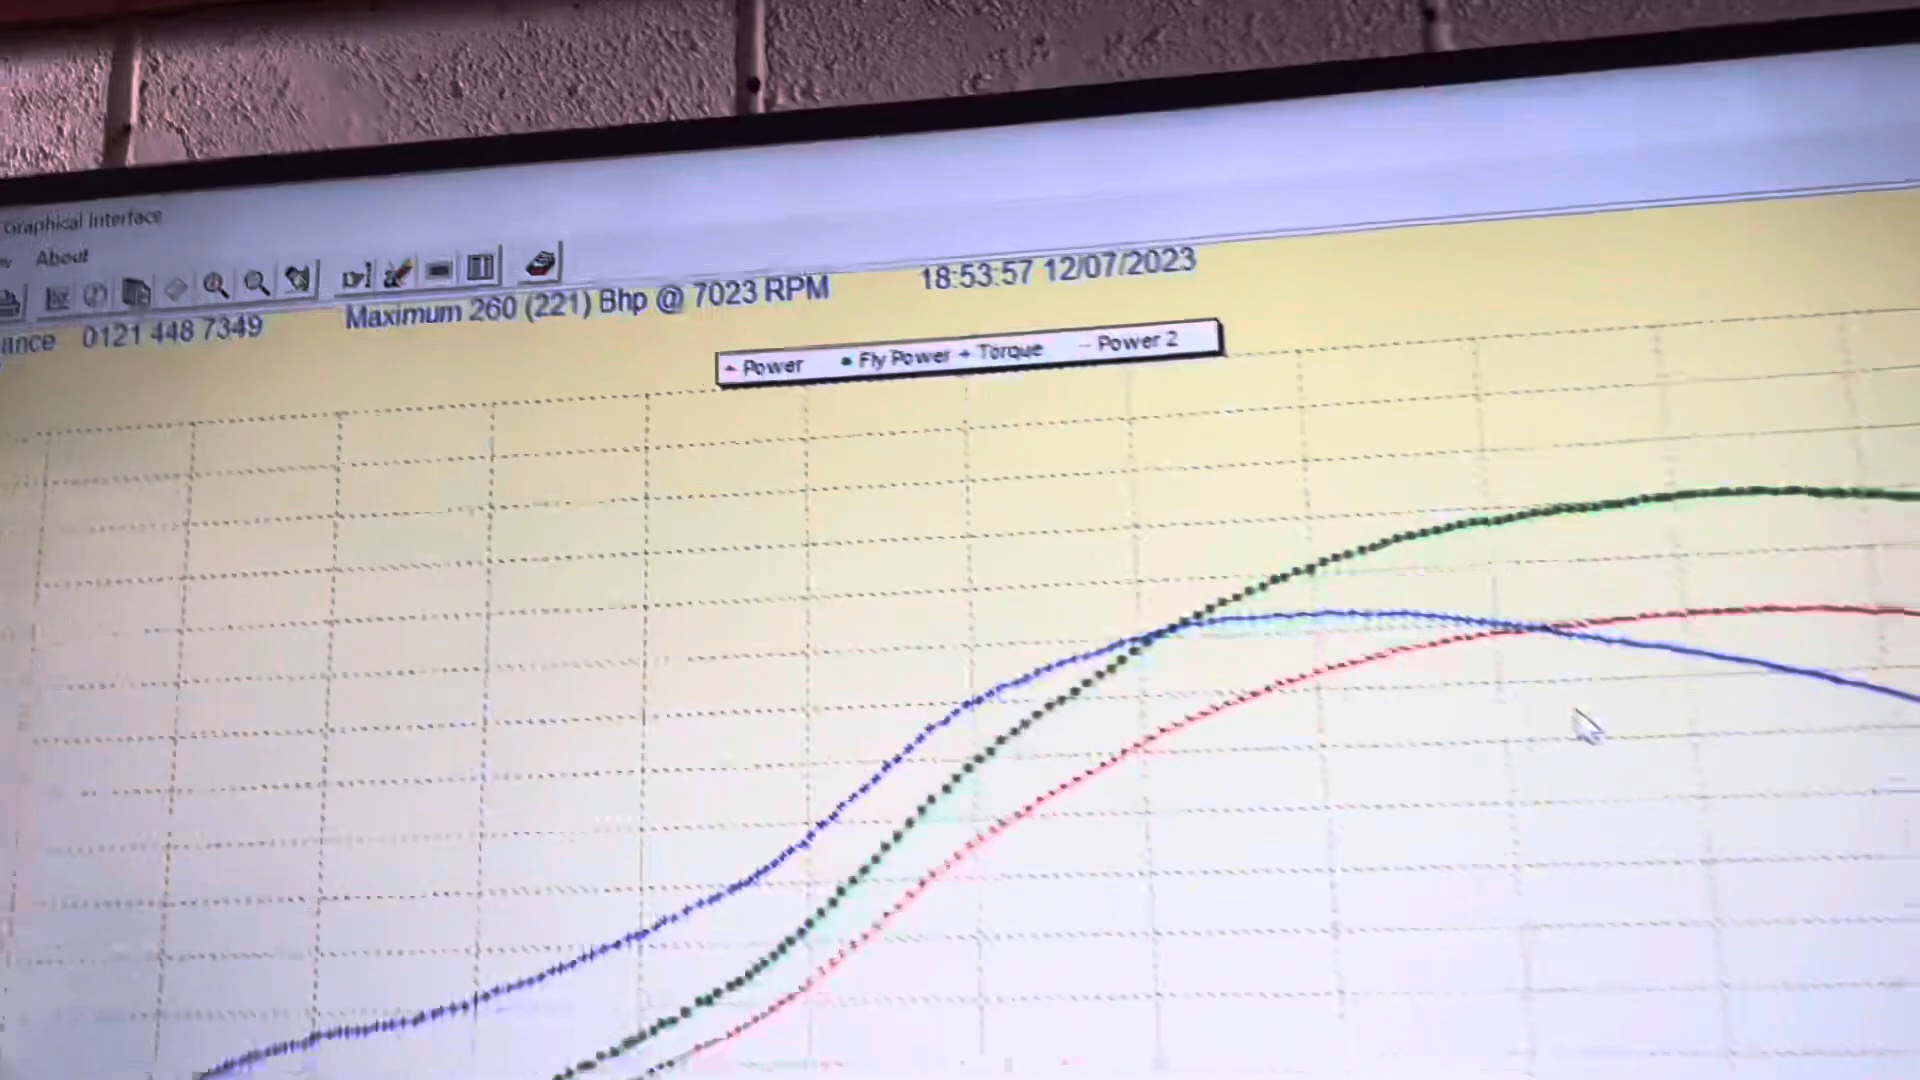 Graphical Interface
About
ance 0121 448 7349 Maximum 260 (221) Bhp @ 7023 RPM 18:53:57 12/07/2023
Power Fly Power Torque Power 2